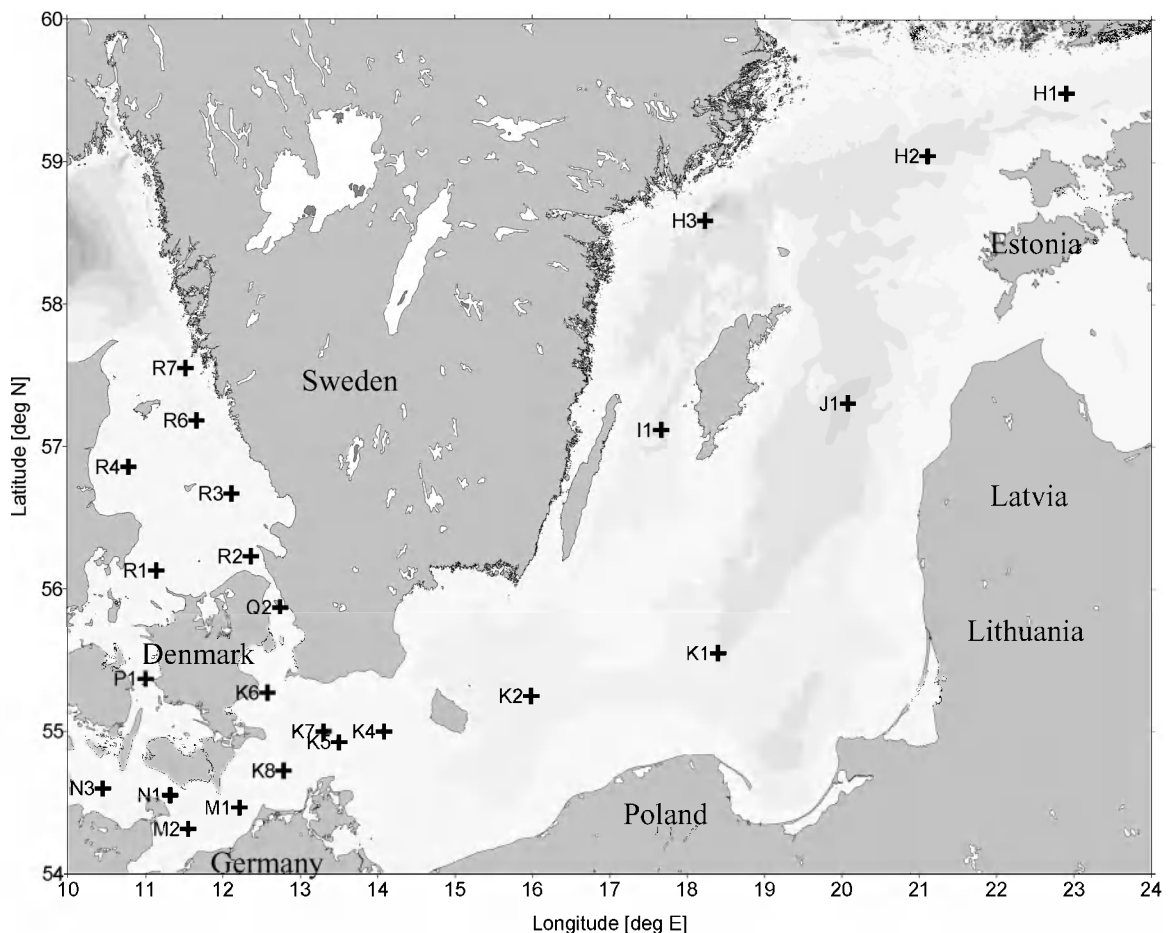 60
59
58
57
56
55
54
Latitude [deg N]
H1
H2
H3
Estonia
R7
Sweden
R6
J1
I1
R4
R3
Latvia
R2
R1
Q2
Lithuania
Denmark
K1
P1
K6
K2
K7
K4
K5
K8
N3
N1
M1
Poland
M2
Germany
10 11 12 13 14 15 16 17 18 19 20 21 22 23 24
Longitude [deg E]